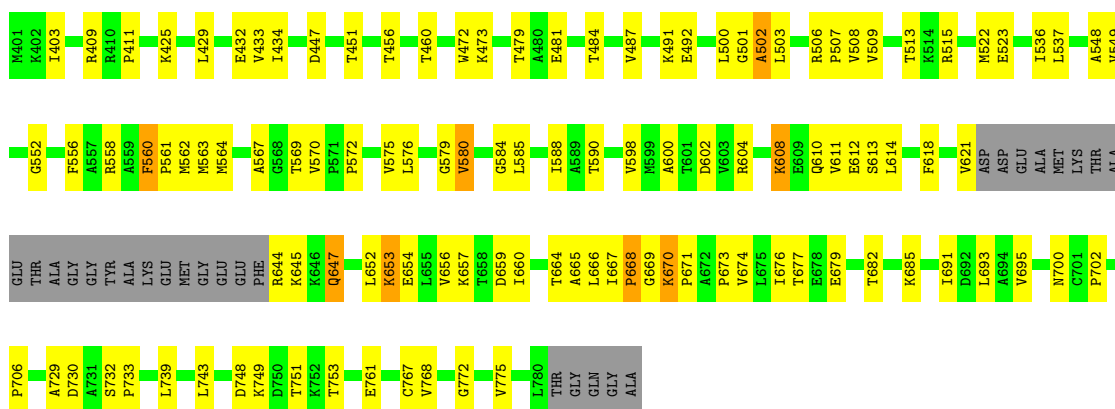 M401 K402 I403 R409 R410 P411 K425 L429 E432 V433 I434 D447 T451 T456 T460 W472 K473 T479 A480 E481 T484 V487 K491 E492 L500 G501 A502 L503 R506 P507 V508 V509 T513 K514 R515 M522 E523 I536 L537 A548 V549
G552 F556 A557 R558 A559 F560 P561 M562 M563 M564 A567 G568 T569 V570 P571 P572 V575 L576 G579 V580 G584 L585 I588 A589 T590 V598 M599 A600 T601 D602 V603 R604 K608 E609 Q610 V611 E612 S613 L614 F618 V621 ASP ASP GLU ALA MET LYS THR ALA
GLU THR ALA GLY GLY TYR ALA LYS GLU MET GLY GLU GLU PHE R644 K645 K646 Q647 L652 K653 E654 L655 V656 K657 T658 D659 I660 T664 A665 L666 I667 P668 G669 K670 P671 A672 P673 V674 L675 I676 T677 E678 E679 T682 K685 I691 D692 L693 A694 V695 N700 C701 P702
P706 A729 D730 A731 S732 P733 L739 L743 D748 K749 D750 T751 K752 T753 E761 C767 V768 G772 V775 L780 THR GLY GLN GLY ALA